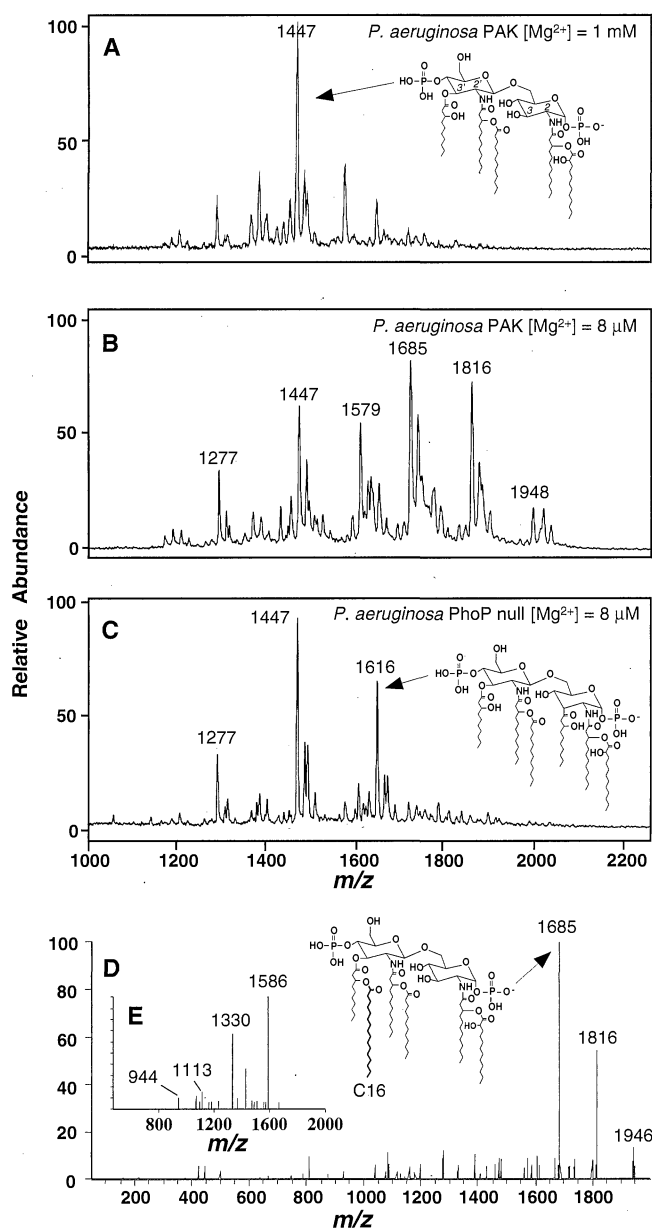 A
P. aeruginosa PAK [Mg2+] = 1 mM
1447
100
50
0
B
P. aeruginosa PAK [Mg2+] = 8 µM
1277
1447
1579
1685
1816
1948
100
50
0
Relative Abundance
C
P. aeruginosa PhoP null [Mg2+] = 8 µM
1277
1447
1616
100
50
0
1000 1200 1400 1600 1800 2000 2200
m/z
D
1685
1816
1946
C16
100
80
60
40
20
0
E
944
1113
1330
1586
800 1200 1600 2000
m/z
200 400 600 800 1000 1200 1400 1600 1800
m/z